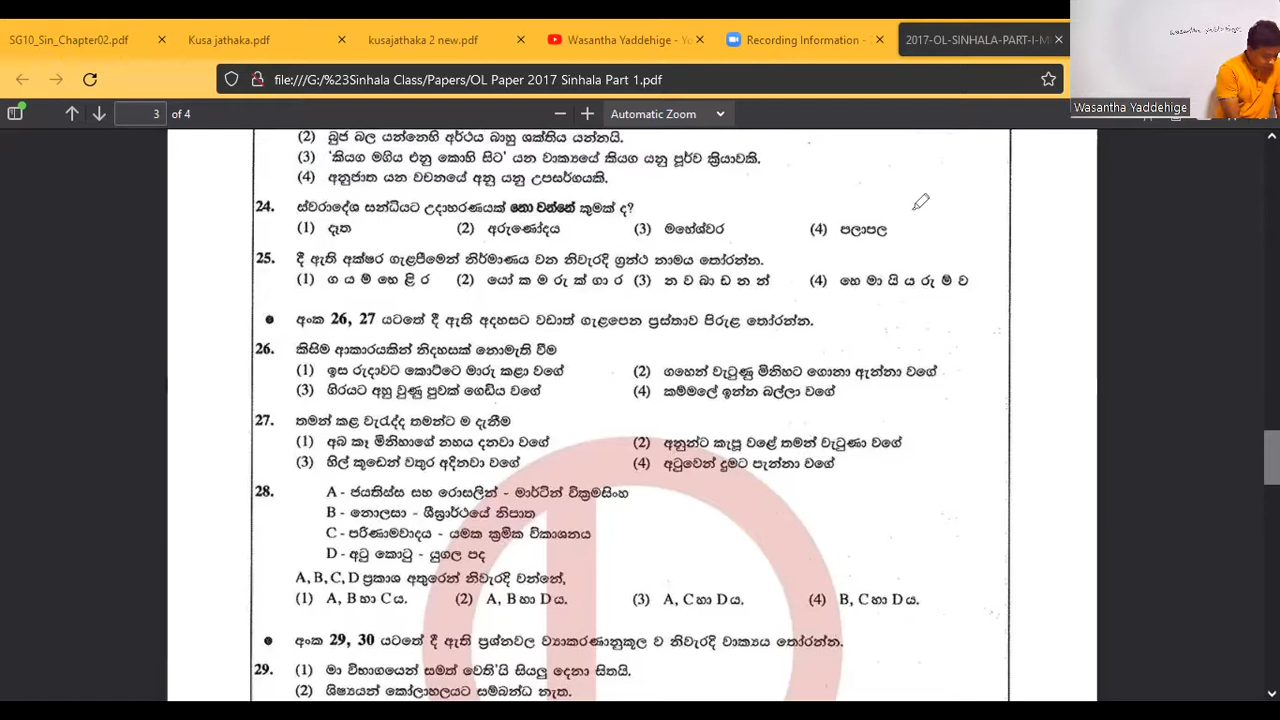 SG10_Sin_Chapter02.pdf
Kusa jathaka.pdf
kusajathaka 2 new.pdf
Wasantha Yaddehige - Yo
Recording Information -
2017-OL-SINHALA-PART-I-M
file:///G:/%23Sinhala Class/Papers/OL Paper 2017 Sinhala Part 1.pdf
wasantha yaddehige
Wasantha Yaddehige
3 of 4
Automatic Zoom
(2) බුජ බල යන්නෙහි අර්ථය බාහු ශක්තිය යන්නයි.
(3) 'කියග මගිය එනු කොහි සිට' යන වාක්‍යයේ කියග යනු පූර්ව ක්‍රියාවකි.
(4) අනුජාත යන වචනයේ අනු යනු උපසර්ගයකි.
24. ස්වරාදේශ සන්ධියට උදාහරණයක් නො වන්නේ කුමක් ද?
(1) දෑත (2) අරුණෝදය (3) මහේශ්වර (4) පලාපල
25. දී ඇති අක්ෂර ගැළපීමෙන් නිර්මාණය වන නිවැරදි ග්‍රන්ථ නාමය තෝරන්න.
(1) ග ය ම් හෙ ළි ර (2) යෝ ක ම රු ක් ගා ර (3) න ව බා ඩ න න් (4) හෙ මා යි ය රු ම් ව
● අංක 26, 27 යටතේ දී ඇති අදහසට වඩාත් ගැළපෙන ප්‍රස්තාව පිරුළ තෝරන්න.
26. කිසිම ආකාරයකින් නිදහසක් නොමැති වීම
(1) ඉස රුදාවට කොට්ටෙ මාරු කළා වගේ (2) ගහෙන් වැටුණු මිනිහට ගොනා ඇන්නා වගේ
(3) ගිරයට අහු වුණු පුවක් ගෙඩිය වගේ (4) කම්මලේ ඉන්න බල්ලා වගේ
27. තමන් කළ වැරැද්ද තමන්ට ම දැනීම
(1) අබ කෑ මිනිහාගේ නහය දනවා වගේ (2) අනුන්ට කැපූ වළේ තමන් වැටුණා වගේ
(3) හිල් කූඩෙන් වතුර අදිනවා වගේ (4) අටුවෙන් දුමට පැන්නා වගේ
28. A - ජයතිස්ස සහ රොසලින් - මාර්ටින් වික්‍රමසිංහ
B - නොලසා - ශීඝ්‍රාර්ථයේ නිපාත
C - පරිණාමවාදය - යමක ක්‍රමික විකාශනය
D - අටු කොටු - යුගල පද
A, B, C, D ප්‍රකාශ අතුරෙන් නිවැරදි වන්නේ,
(1) A, B හා C ය. (2) A, B හා D ය. (3) A, C හා D ය. (4) B, C හා D ය.
● අංක 29, 30 යටතේ දී ඇති ප්‍රශ්නවල ව්‍යාකරණානුකූල ව නිවැරදි වාක්‍යය තෝරන්න.
29. (1) මා විභාගයෙන් සමත් වෙති'යි සියලු දෙනා සිතයි.
(2) ශිෂ්‍යයන් කෝලාහලයට සම්බන්ධ නැත.